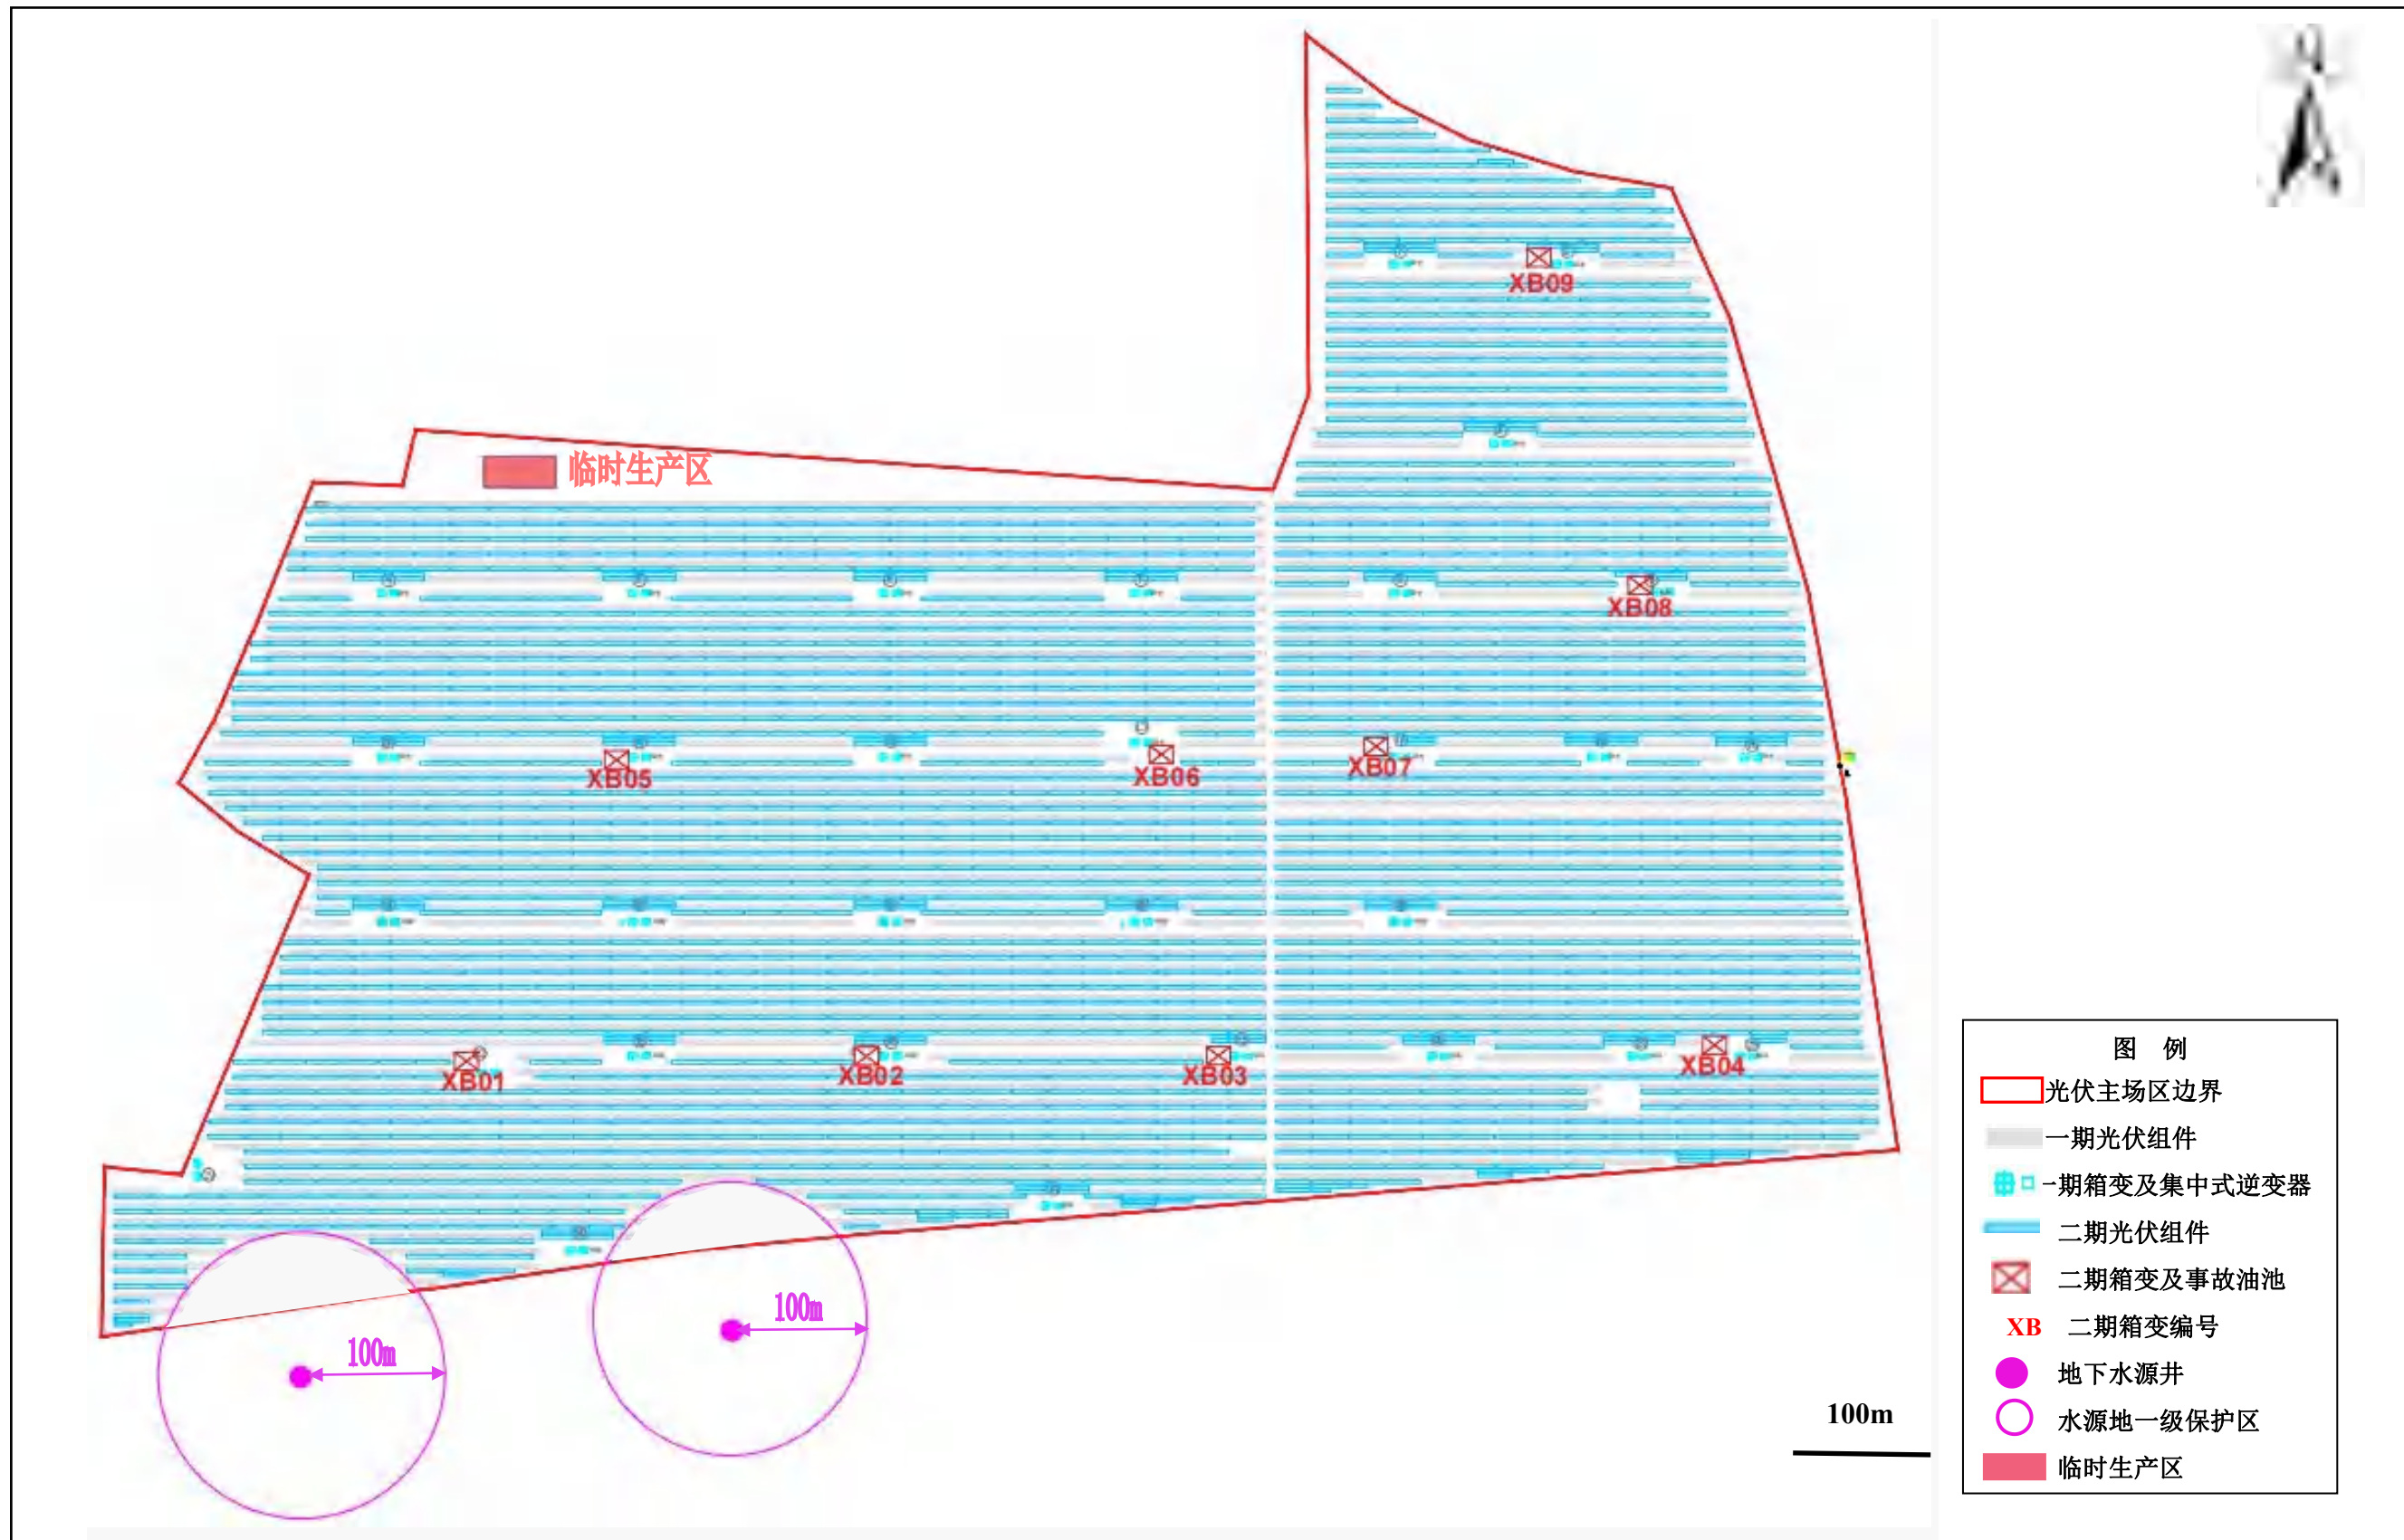 XB09
临时生产区
XB08
XB05
XB06
XB07
XB01
XB02
XB03
XB04
100m
100m
100m
图 例
光伏主场区边界
一期光伏组件
一期箱变及集中式逆变器
二期光伏组件
二期箱变及事故油池
XB 二期箱变编号
地下水源井
水源地一级保护区
临时生产区